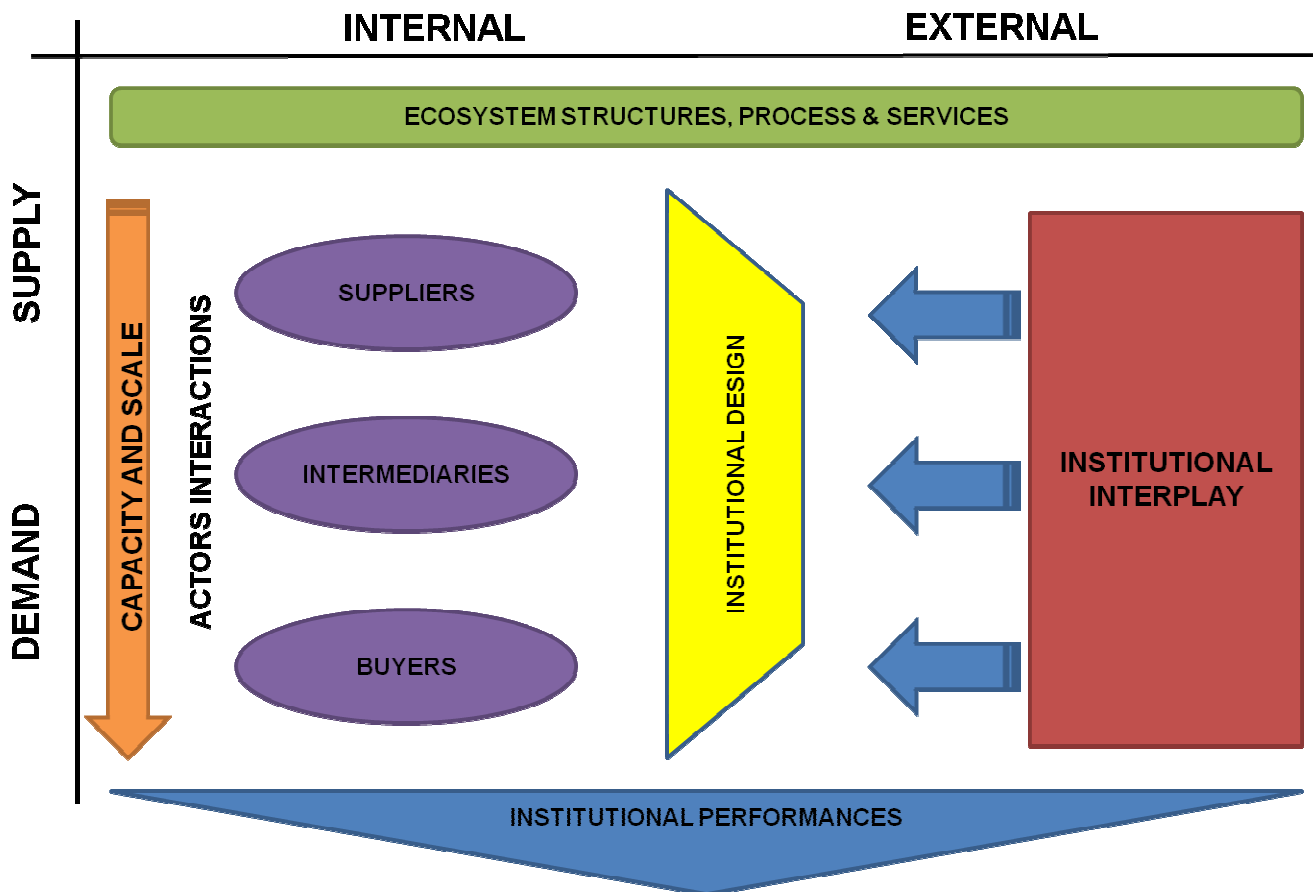 INTERNAL
EXTERNAL
ECOSYSTEM STRUCTURES, PROCESS & SERVICES
SUPPLY
DEMAND
CAPACITY AND SCALE
ACTORS INTERACTIONS
SUPPLIERS
INTERMEDIARIES
BUYERS
INSTITUTIONAL DESIGN
INSTITUTIONAL
INTERPLAY
INSTITUTIONAL PERFORMANCES